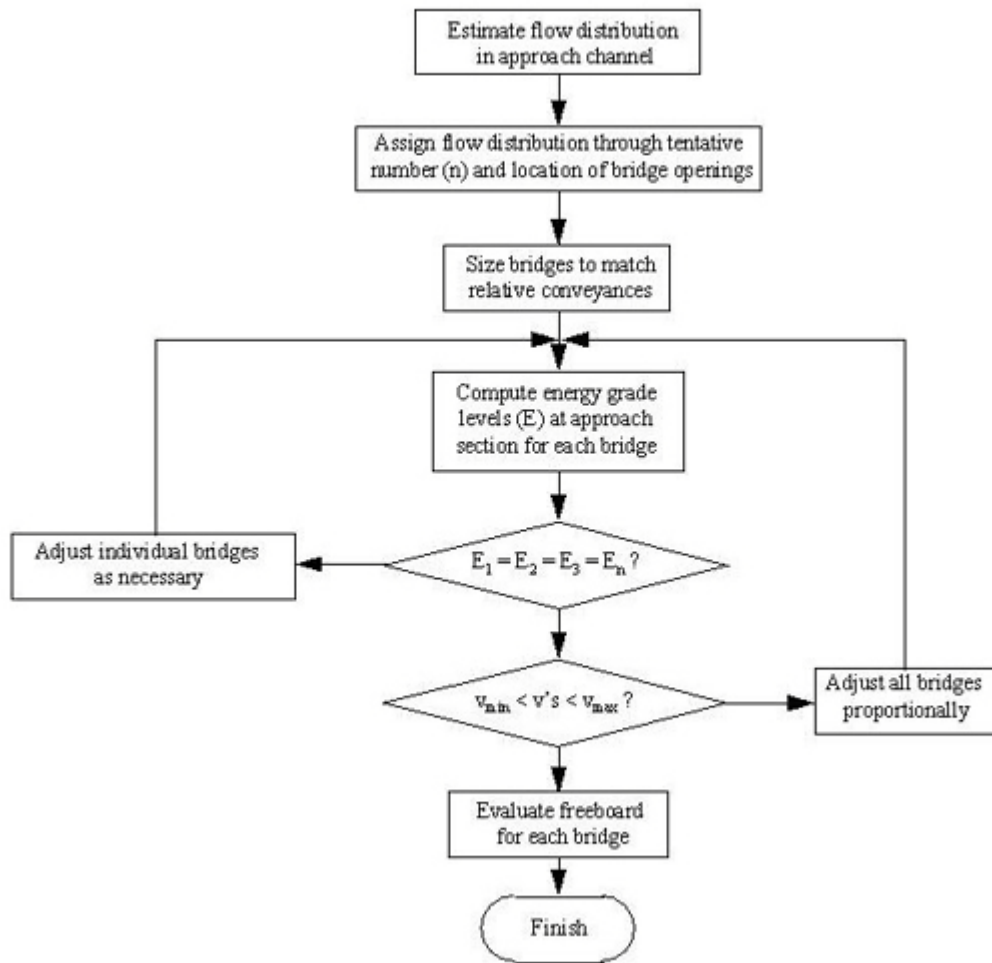 Estimate flow distribution
in approach channel
Assign flow distribution through tentative
number (n) and location of bridge openings
Size bridges to match
relative conveyances
Compute energy grade
levels (E) at approach
section for each bridge
Adjust individual bridges
as necessary
E₁ = E₂ = E₃ = Eₙ ?
v_min < v's < v_max ?
Adjust all bridges
proportionally
Evaluate freeboard
for each bridge
Finish